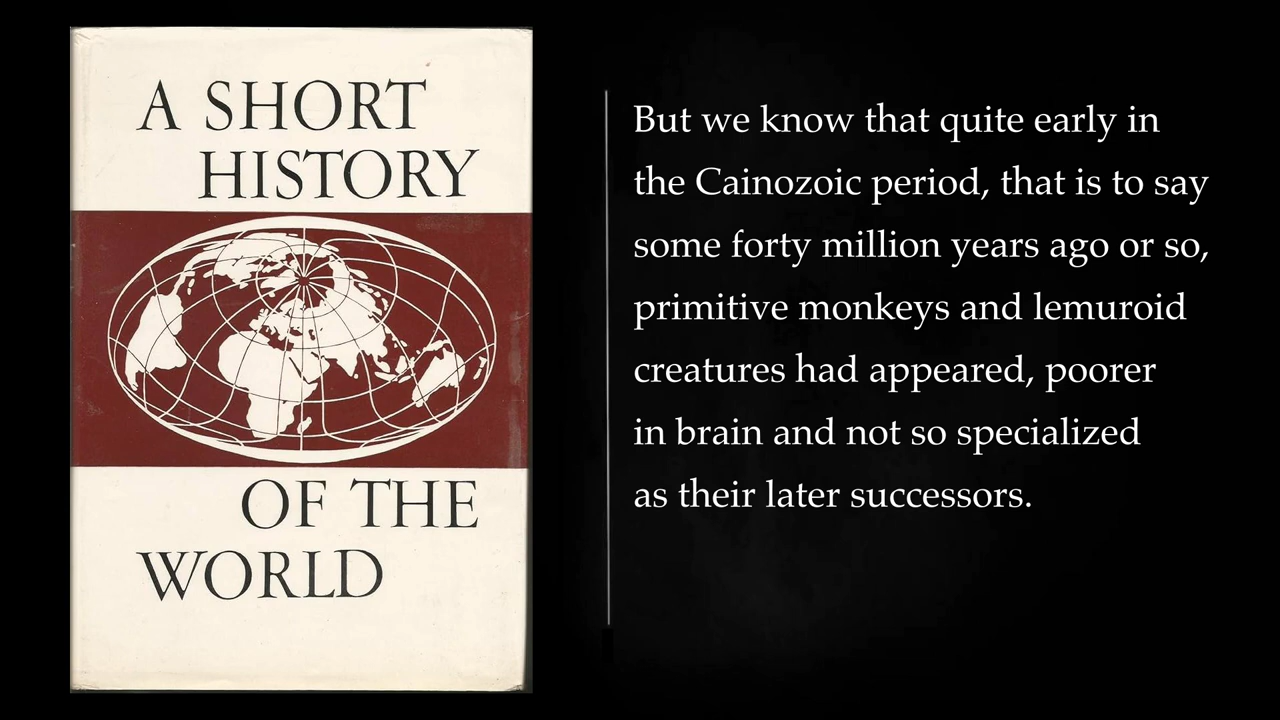 A SHORT
HISTORY
OF THE
WORLD
But we know that quite early in
the Cainozoic period, that is to say
some forty million years ago or so,
primitive monkeys and lemuroid
creatures had appeared, poorer
in brain and not so specialized
as their later successors.